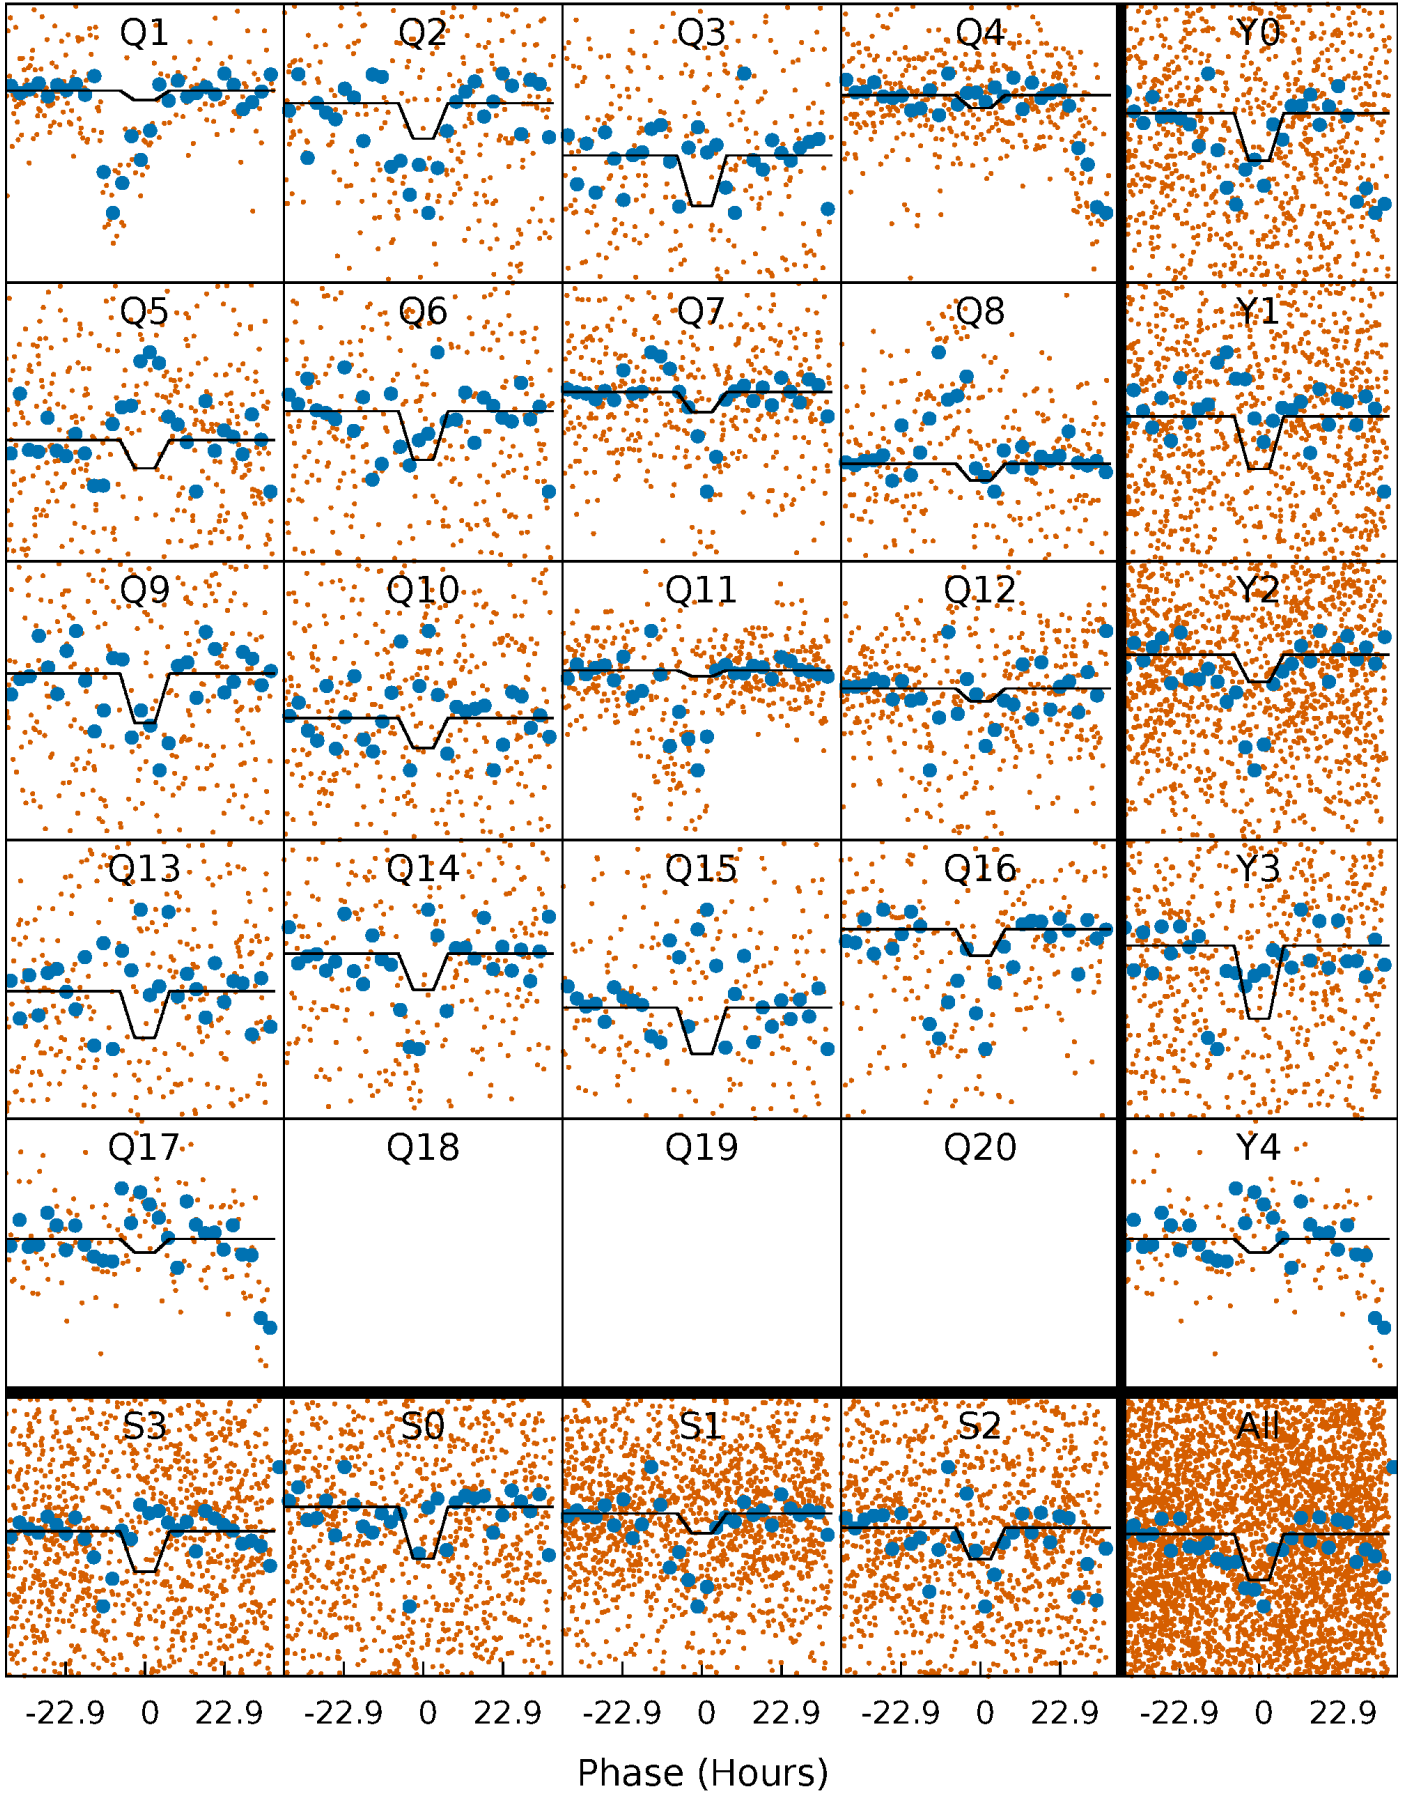 Q1 Q2 Q3 Q4 Y0
Q5 Q6 Q7 Q8 Y1
Q9 Q10 Q11 Q12 Y2
Q13 Q14 Q15 Q16 Y3
Q17 Q18 Q19 Q20 Y4
S3 S0 S1 S2 All
-22.9 0 22.9 -22.9 0 22.9 -22.9 0 22.9 -22.9 0 22.9 -22.9 0 22.9
Phase (Hours)